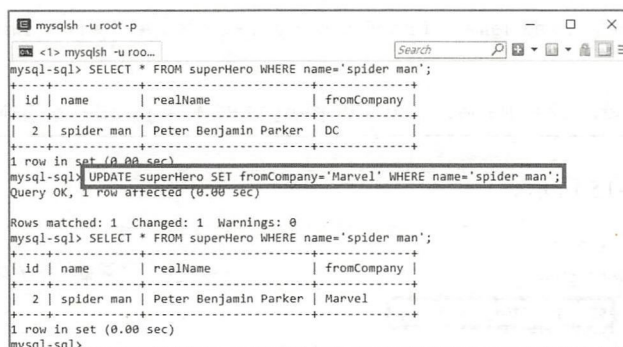 mysqlsh -u root -p
<1> mysqlsh -u roo...
Search
mysql-sql> SELECT * FROM superHero WHERE name='spider man';
+----+------------+-----------------------+-------------+
| id | name | realName | fromCompany |
+----+------------+-----------------------+-------------+
| 2 | spider man | Peter Benjamin Parker | DC |
+----+------------+-----------------------+-------------+
1 row in set (0.00 sec)
mysql-sql> UPDATE superHero SET fromCompany='Marvel' WHERE name='spider man';
Query OK, 1 row affected (0.00 sec)
Rows matched: 1 Changed: 1 Warnings: 0
mysql-sql> SELECT * FROM superHero WHERE name='spider man';
+----+------------+-----------------------+-------------+
| id | name | realName | fromCompany |
+----+------------+-----------------------+-------------+
| 2 | spider man | Peter Benjamin Parker | Marvel |
+----+------------+-----------------------+-------------+
1 row in set (0.00 sec)
mysql-sql>